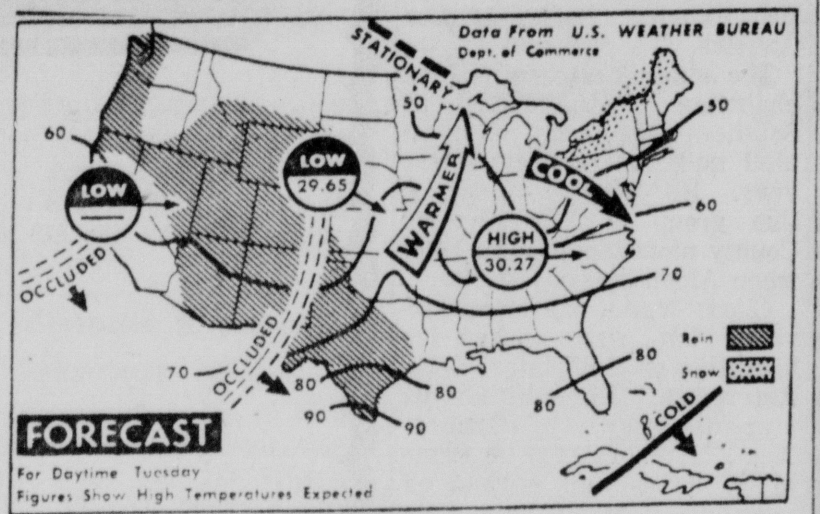 Data From U.S. WEATHER BUREAU
Dept. of Commerce
STATIONARY
50
50
60
LOW
29.65
LOW
COOL
WARMER
60
HIGH
30.27
OCCLUDED
70
OCCLUDED
Rain
70
80
80
80
Snow
80
90
90
COLD
FORECAST
For Daytime Tuesday
Figures Show High Temperatures Expected